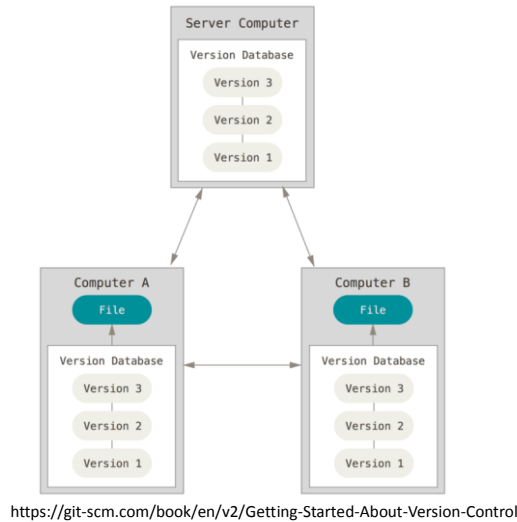 Server Computer
Version Database
Version 3
Version 2
Version 1
Computer A
File
Version Database
Version 3
Version 2
Version 1
Computer B
File
Version Database
Version 3
Version 2
Version 1
https://git-scm.com/book/en/v2/Getting-Started-About-Version-Control